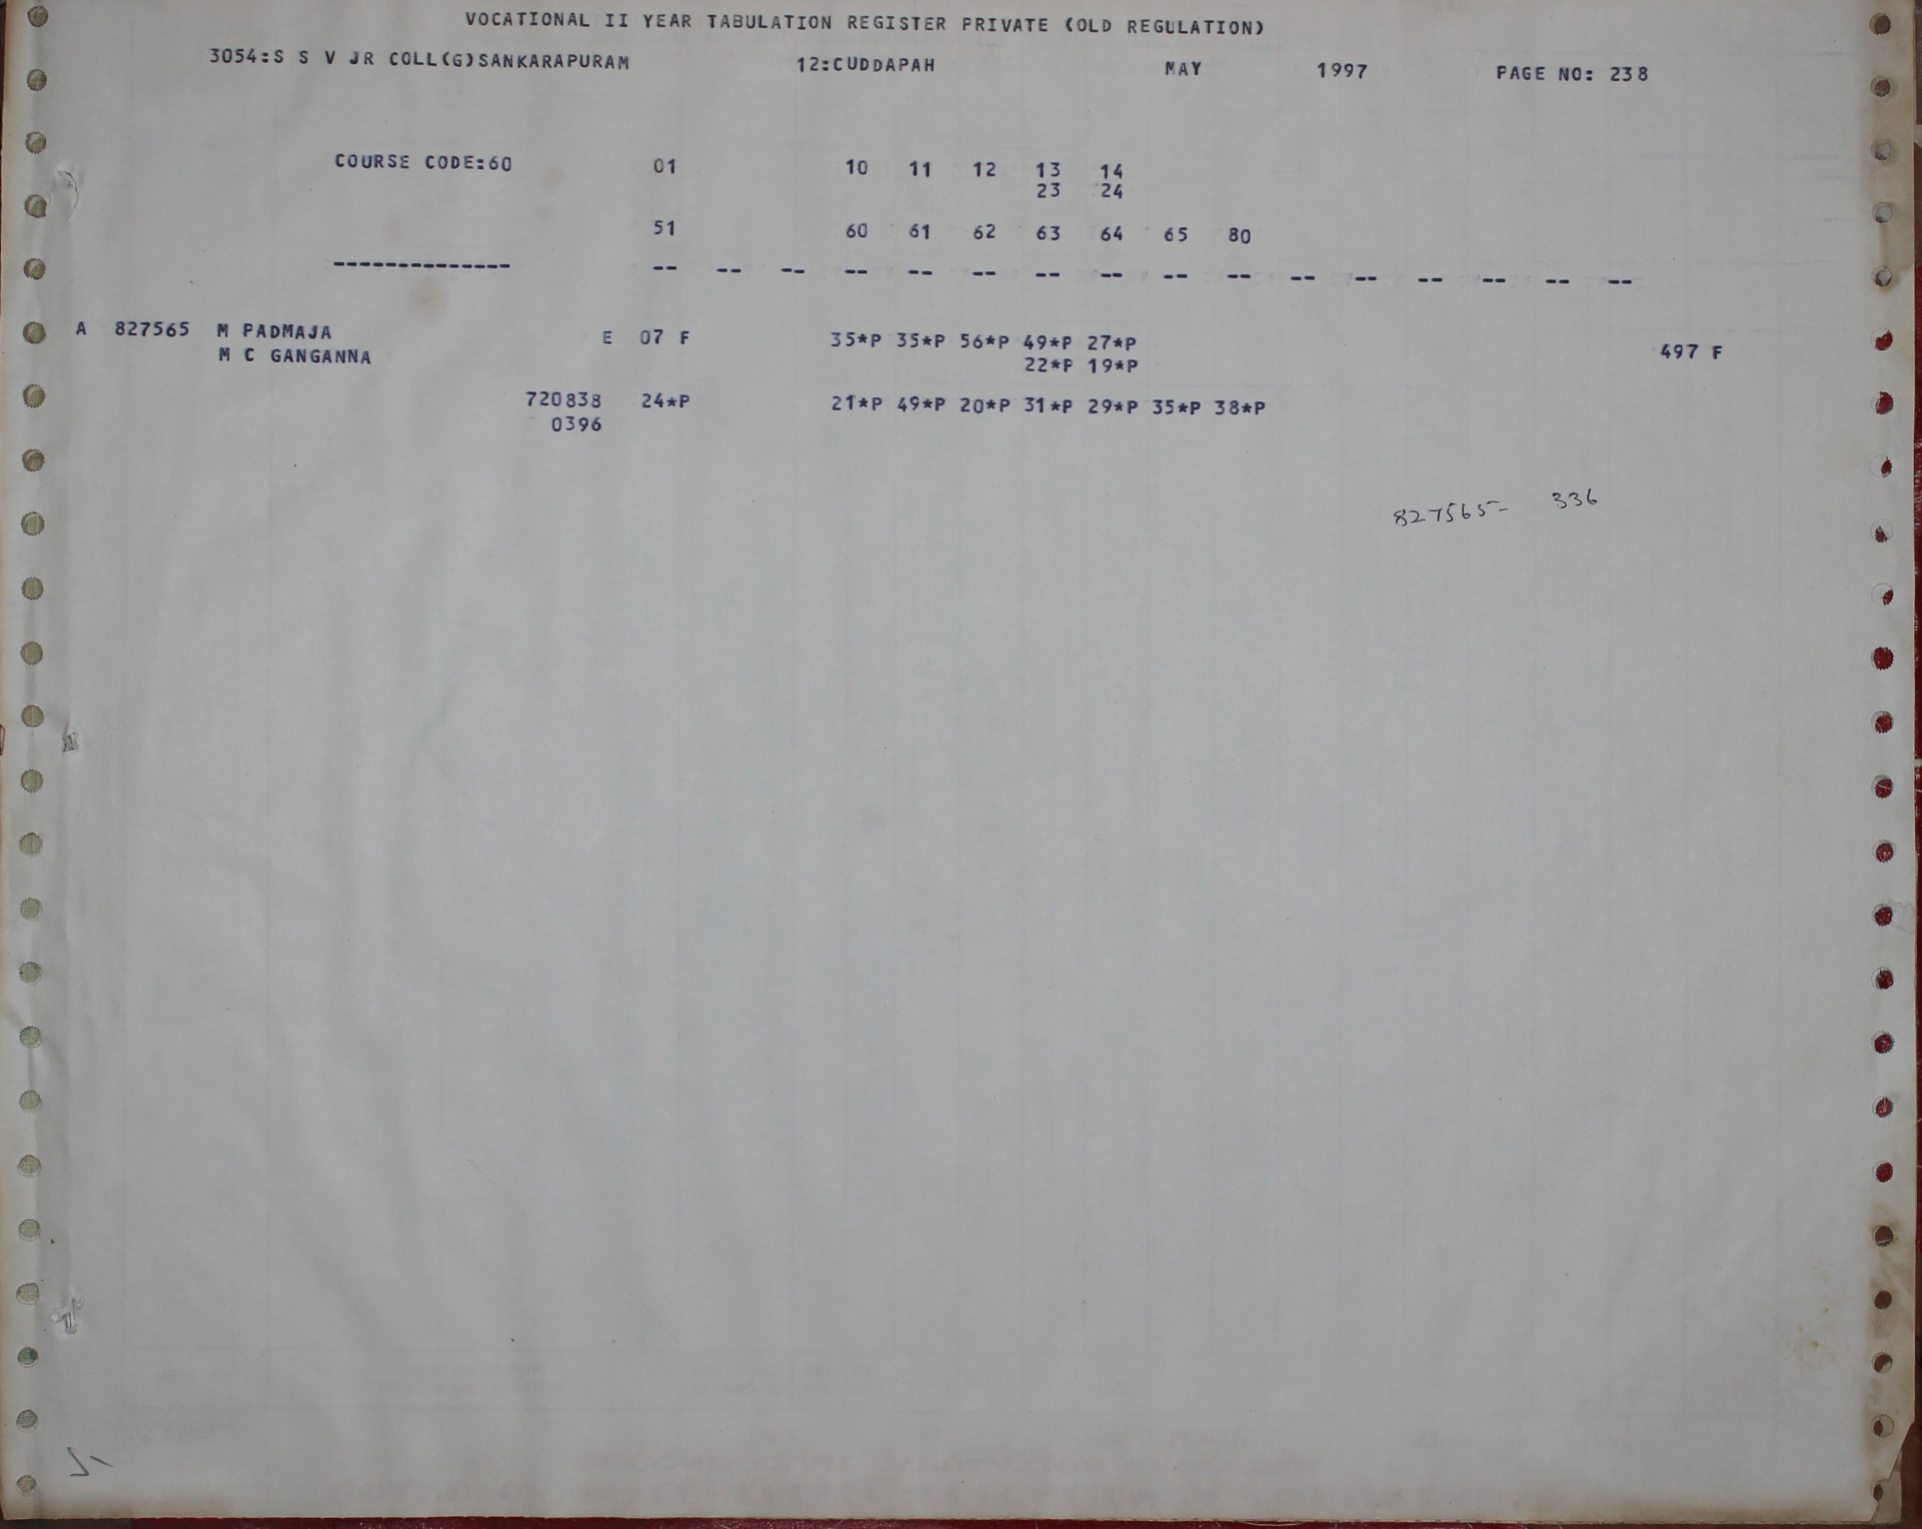 VOCATIONAL II YEAR TABULATION REGISTER PRIVATE (OLD REGULATION)
3054:S S V JR COLL(G)SANKARAPURAM 12:CUDDAPAH MAY 1997 PAGE NO: 238
COURSE CODE:60 01 10 11 12 13 14
23 24
51 60 61 62 63 64 65 80
-------------- -- -- -- -- -- -- -- -- -- -- -- -- -- -- -- --
A 827565 M PADMAJA E 07 F 35*P 35*P 56*P 49*P 27*P
M C GANGANNA 22*P 19*P 497 F
720838 24*P 21*P 49*P 20*P 31*P 29*P 35*P 38*P
0396
827565- 336